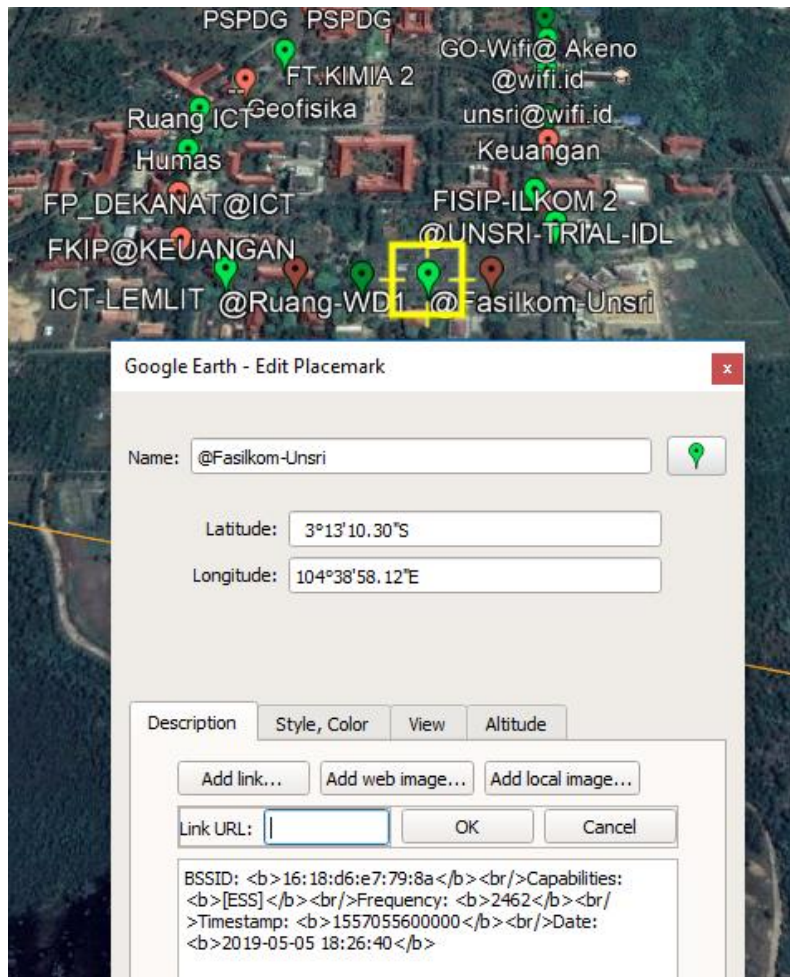 PSPDG PSPDG
GO-Wifi@ Akeno
FT.KIMIA 2
@wifi.id
Geofisika
Ruang ICT
unsri@wifi.id
Humas
Keuangan
FP_DEKANAT@ICT
FISIP-ILKOM 2
@UNSRI-TRIAL-IDL
FKIP@KEUANGAN
ICT-LEMLIT @Ruang-WD1 @Fasilkom-Unsri
Google Earth - Edit Placemark
x
Name: @Fasilkom-Unsri
Latitude: 3°13'10.30"S
Longitude: 104°38'58.12"E
Description Style, Color View Altitude
Add link... Add web image... Add local image...
Link URL: OK Cancel
BSSID: <b>16:18:d6:e7:79:8a</b><br/>Capabilities:
<b>[ESS]</b><br/>Frequency: <b>2462</b><br/
>Timestamp: <b>1557055600000</b><br/>Date:
<b>2019-05-05 18:26:40</b>